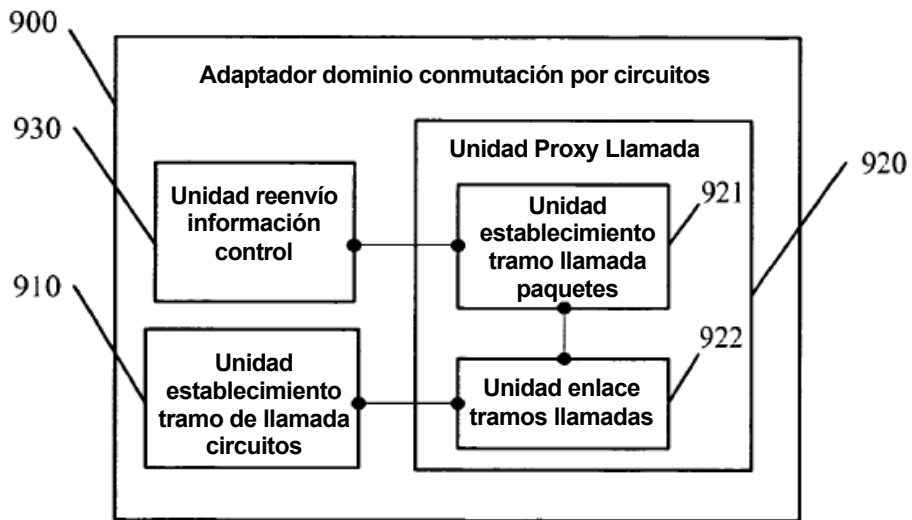 900
Adaptador dominio conmutación por circuitos
930
Unidad reenvío
información
control
Unidad Proxy Llamada
920
921
Unidad
establecimiento
tramo llamada
paquetes
910
Unidad
establecimiento
tramo de llamada
circuitos
922
Unidad enlace
tramos llamadas